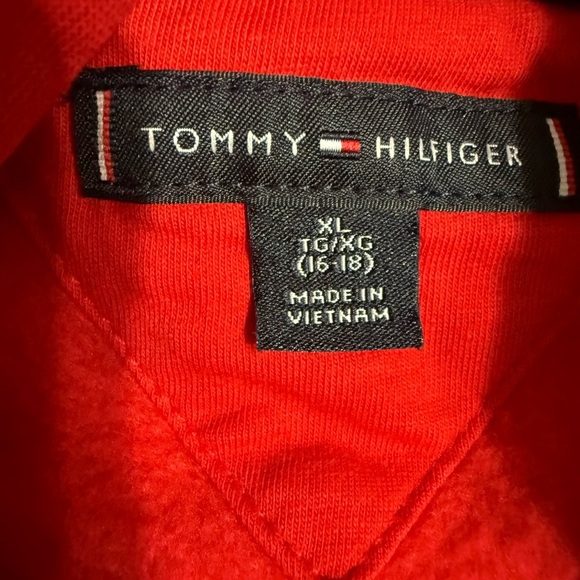 TOMMY HILFIGER
XL
TG/XG
(16-18)
MADE IN
VIETNAM